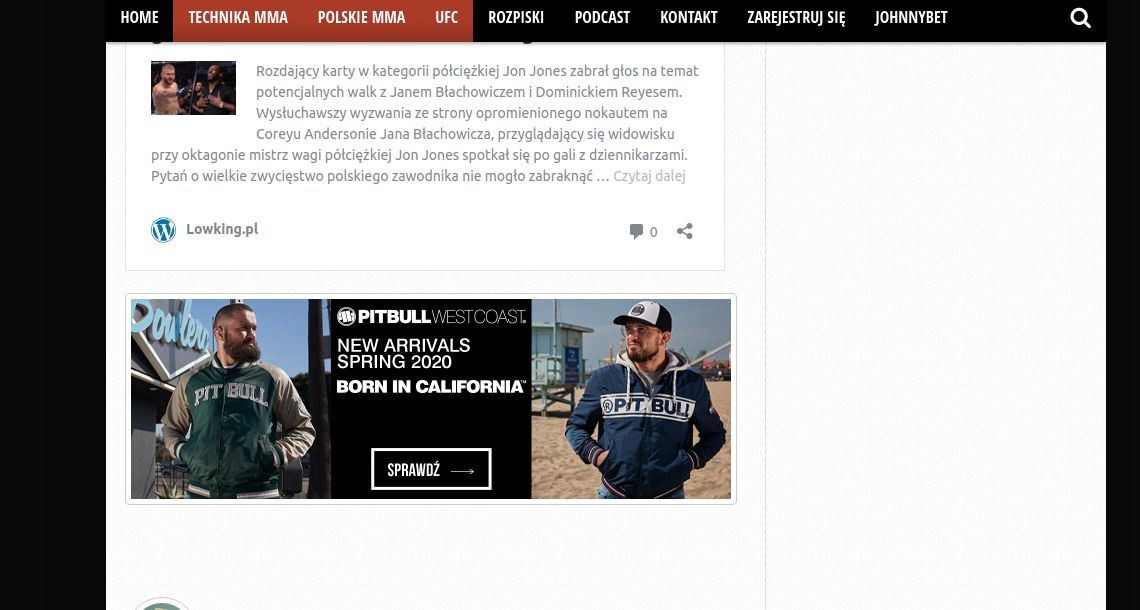 HOME TECHNIKA MMA POLSKIE MMA UFC ROZPISKI PODCAST KONTAKT ZAREJESTRUJ SIĘ JOHNNYBET
Rozdający karty w kategorii półciężkiej Jon Jones zabrał głos na temat
potencjalnych walk z Janem Błachowiczem i Dominickiem Reyesem.
Wysłuchawszy wyzwania ze strony opromienionego nokautem na
Coreyu Andersonie Jana Błachowicza, przyglądający się widowisku
przy oktagonie mistrz wagi półciężkiej Jon Jones spotkał się po gali z dziennikarzami.
Pytań o wielkie zwycięstwo polskiego zawodnika nie mogło zabraknąć … Czytaj dalej
Lowking.pl
0
Bowlero
PIT BULL
PITBULLWESTCOAST.
NEW ARRIVALS
SPRING 2020
BORN IN CALIFORNIA™
SPRAWDŹ
®PIT BULL